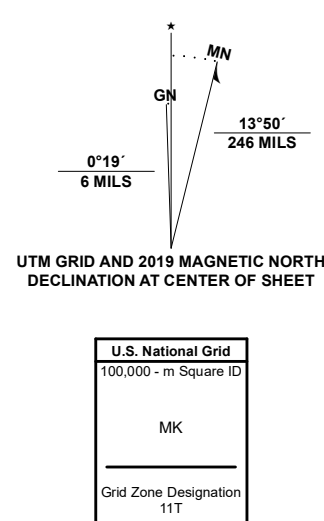 ★
MN
GN
13°50´
246 MILS
0°19´
6 MILS
UTM GRID AND 2019 MAGNETIC NORTH
DECLINATION AT CENTER OF SHEET
U.S. National Grid
100,000 - m Square ID
MK
Grid Zone Designation
11T